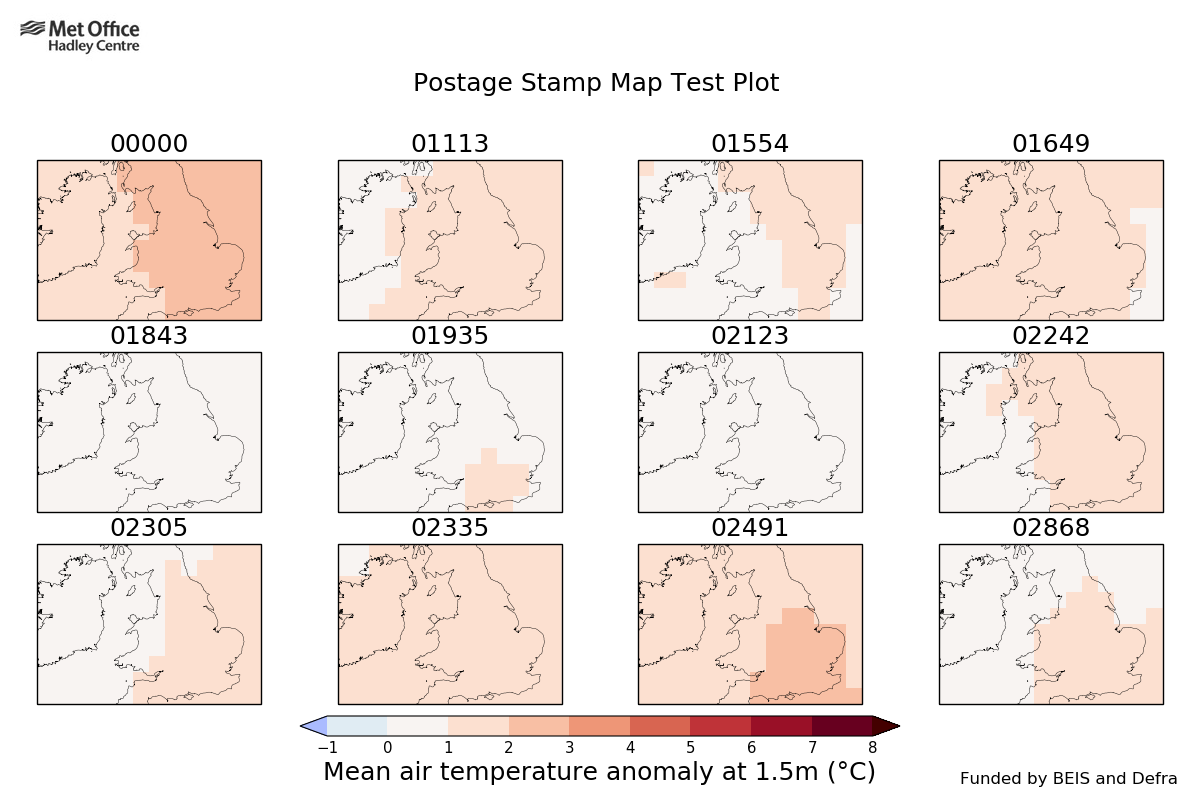 Met Office
Hadley Centre
Postage Stamp Map Test Plot
00000 01113 01554 01649
01843 01935 02123 02242
02305 02335 02491 02868
−1 0 1 2 3 4 5 6 7 8
Mean air temperature anomaly at 1.5m (°C)
Funded by BEIS and Defra